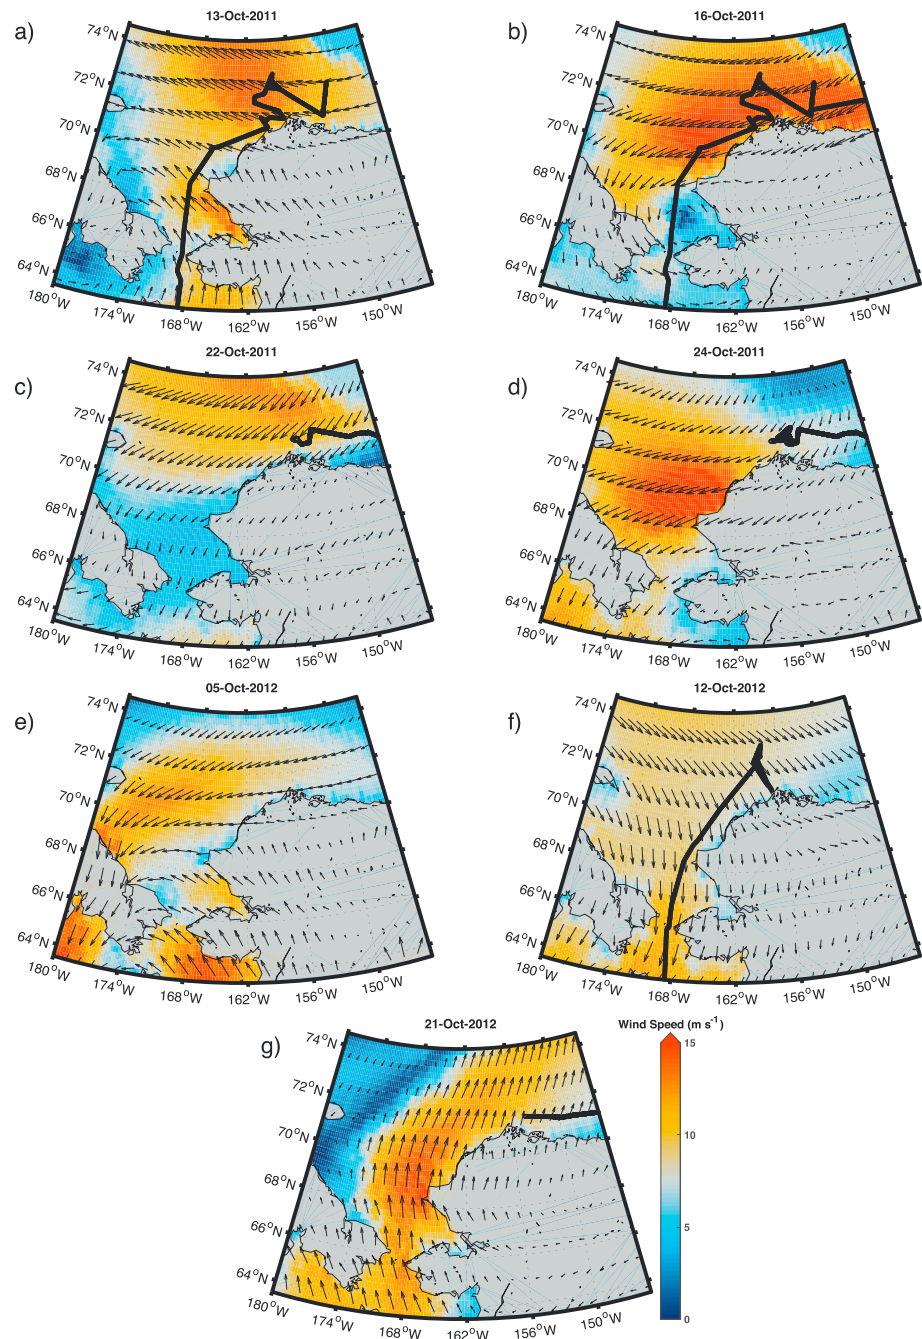 13-Oct-2011
a)
74°N
72°N
70°N
68°N
66°N
64°N
180°W
174°W
168°W
162°W
156°W
150°W
16-Oct-2011
b)
74°N
72°N
70°N
68°N
66°N
64°N
180°W
174°W
168°W
162°W
156°W
150°W
22-Oct-2011
c)
74°N
72°N
70°N
68°N
66°N
64°N
180°W
174°W
168°W
162°W
156°W
150°W
24-Oct-2011
d)
74°N
72°N
70°N
68°N
66°N
64°N
180°W
174°W
168°W
162°W
156°W
150°W
05-Oct-2012
e)
74°N
72°N
70°N
68°N
66°N
64°N
180°W
174°W
168°W
162°W
156°W
150°W
12-Oct-2012
f)
74°N
72°N
70°N
68°N
66°N
64°N
180°W
174°W
168°W
162°W
156°W
150°W
21-Oct-2012
g)
74°N
72°N
70°N
68°N
66°N
64°N
180°W
174°W
168°W
162°W
156°W
150°W
Wind Speed (m s⁻¹)
15
10
5
0